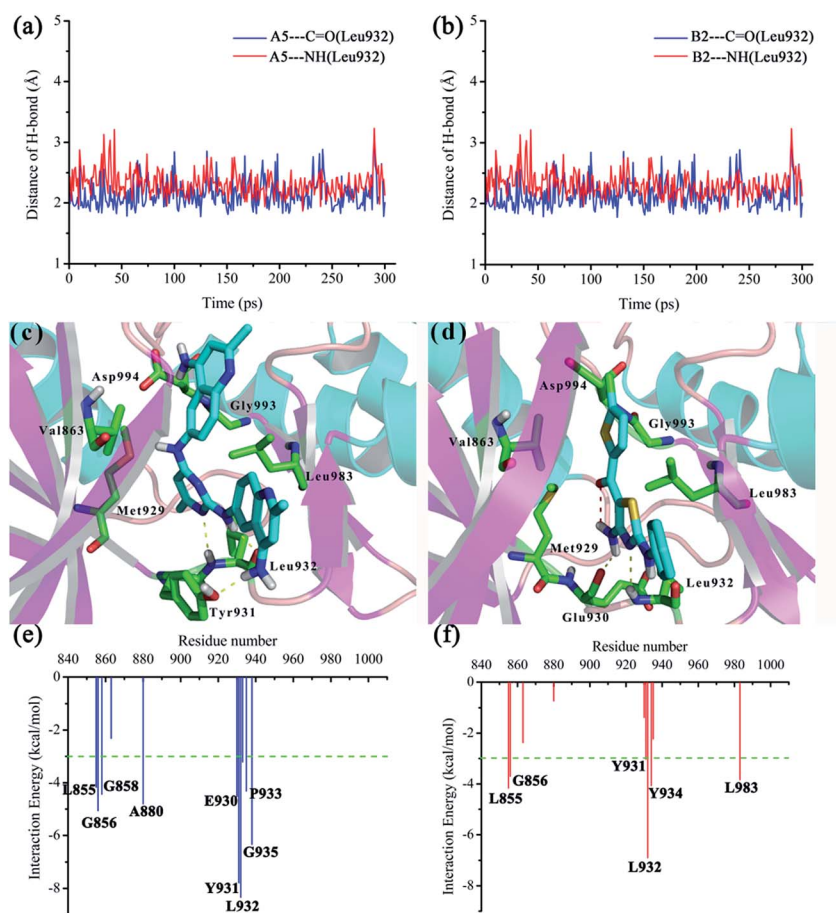 (a)
A5---C=O(Leu932)
A5---NH(Leu932)
Distance of H-bond (Å)
5
4
3
2
1
0 50 100 150 200 250 300
Time (ps)
(b)
B2---C=O(Leu932)
B2---NH(Leu932)
Distance of H-bond (Å)
5
4
3
2
1
0 50 100 150 200 250 300
Time (ps)
(c)
Asp994
Gly993
Val863
Leu983
Met929
Leu932
Tyr931
(d)
Asp994
Gly993
Val863
Leu983
Met929
Leu932
Glu930
(e)
Residue number
840 860 880 900 920 940 960 980 1000
Interaction Energy (kcal/mol)
0
-2
-4
-6
-8
L855
G858
G856
A880
E930
P933
G935
Y931
L932
(f)
Residue number
840 860 880 900 920 940 960 980 1000
Interaction Energy (kcal/mol)
0
-1
-2
-3
-4
-5
-6
-7
-8
-9
G856
L855
Y931
Y934
L983
L932